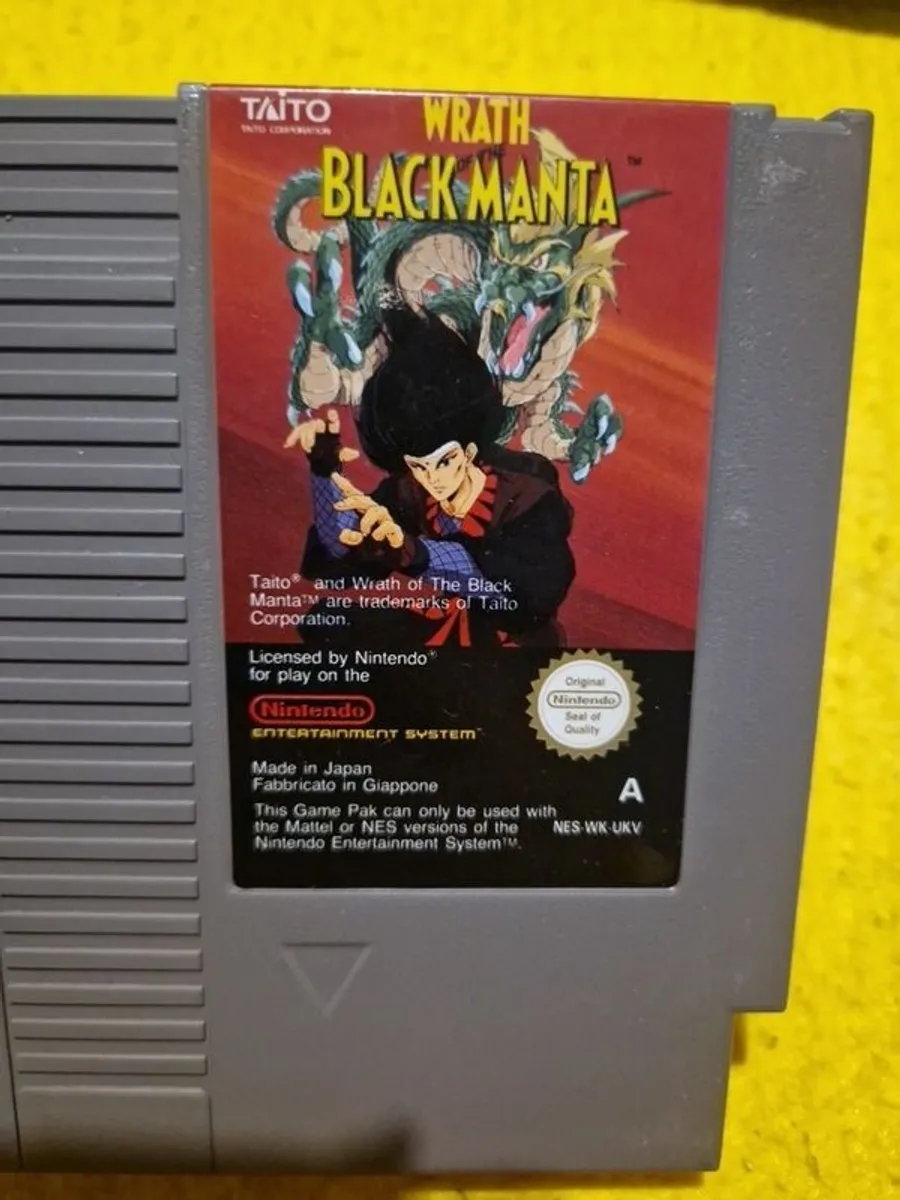 TAITO
TAITO CORPORATION
WRATH
OF THE
BLACK MANTA™
Taito® and Wrath of The Black
Manta™ are trademarks of Taito
Corporation.
Licensed by Nintendo®
for play on the
Nintendo
ENTERTAINMENT SYSTEM™
Original
Nintendo
Seal of
Quality
Made in Japan
Fabbricato in Giappone
A
This Game Pak can only be used with
the Mattel or NES versions of the
Nintendo Entertainment System™.
NES-WK-UKV